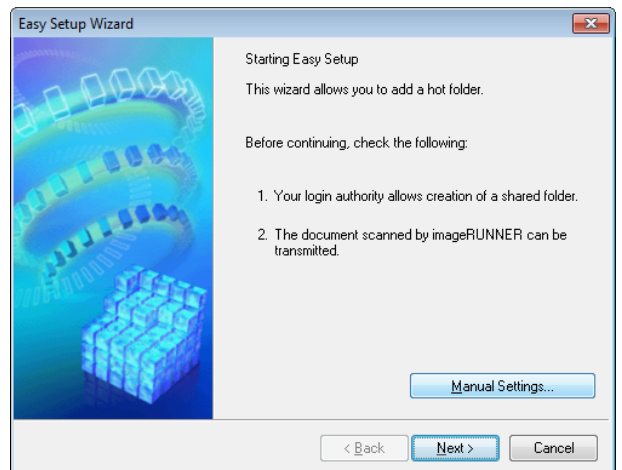 Easy Setup Wizard
Starting Easy Setup
This wizard allows you to add a hot folder.
Before continuing, check the following:
1. Your login authority allows creation of a shared folder.
2. The document scanned by imageRUNNER can be
transmitted.
Manual Settings...
< Back Next > Cancel